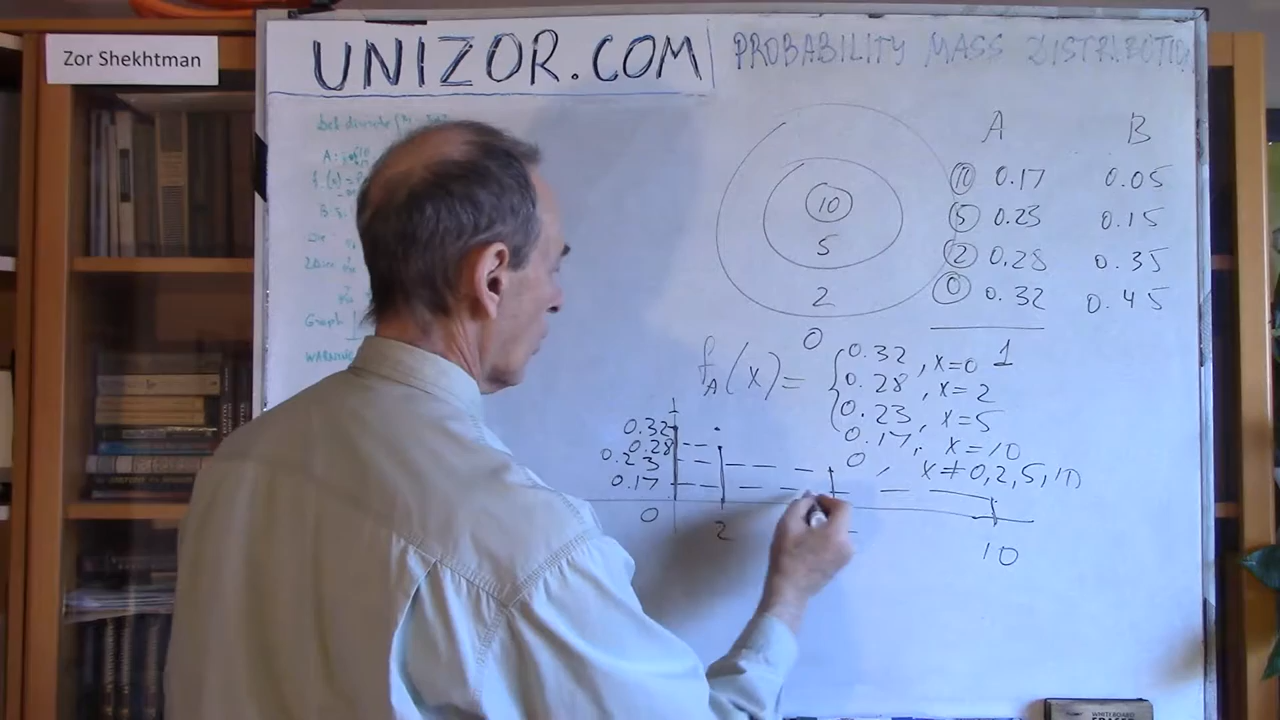 Zor Shekhtman
UNIZOR.COM
PROBABILITY MASS DISTRIBUTION
A B
10 0.17 0.05
5 0.23 0.15
2 0.28 0.35
0 0.32 0.45
1
10
5
2
0
f_A(x) = { 0.32, x=0
0.28, x=2
0.23, x=5
0.17, x=10
0, x≠0,2,5,10
0.32
0.28
0.23
0.17
0 2 10
A:
B:
Graph
WHITEBOARD
ERASER